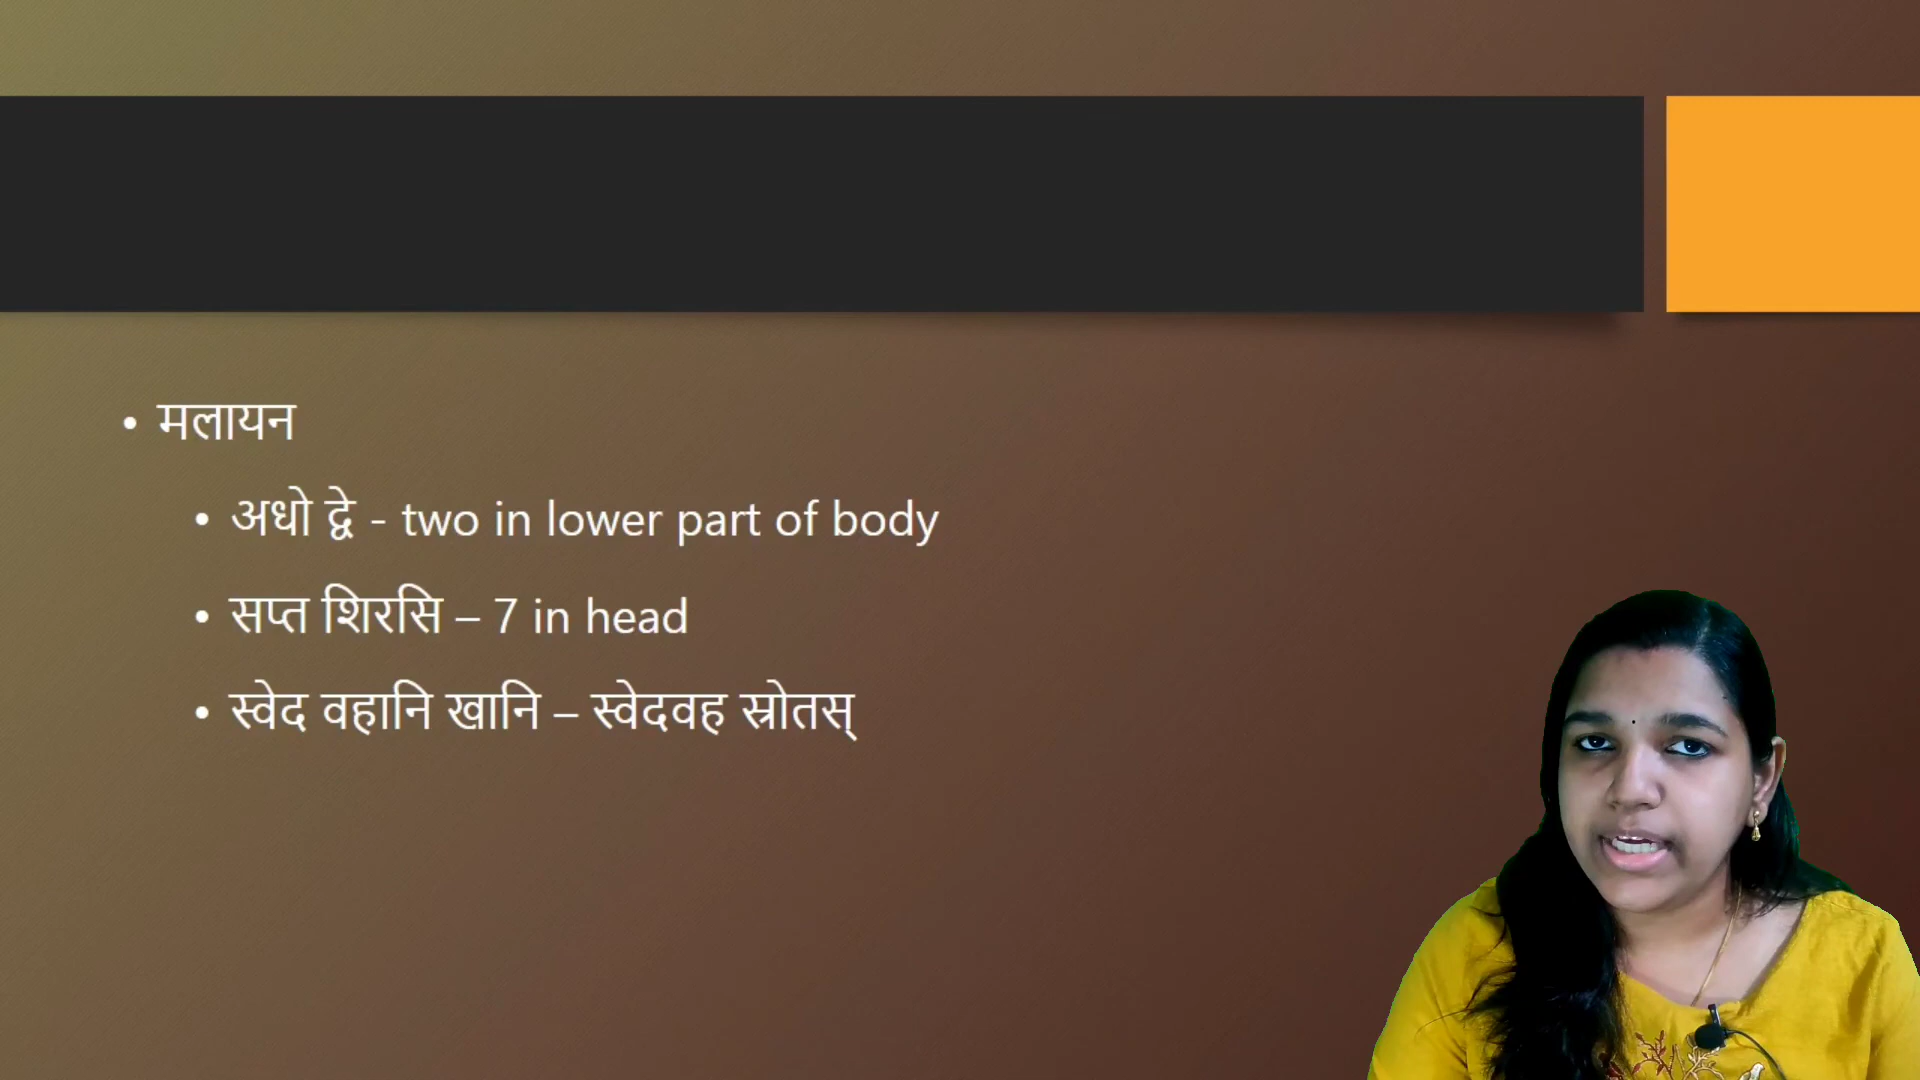 • मलायन
• अधो द्वे - two in lower part of body
• सप्त शिरसि – 7 in head
• स्वेद वहानि खानि – स्वेदवह स्रोतस्